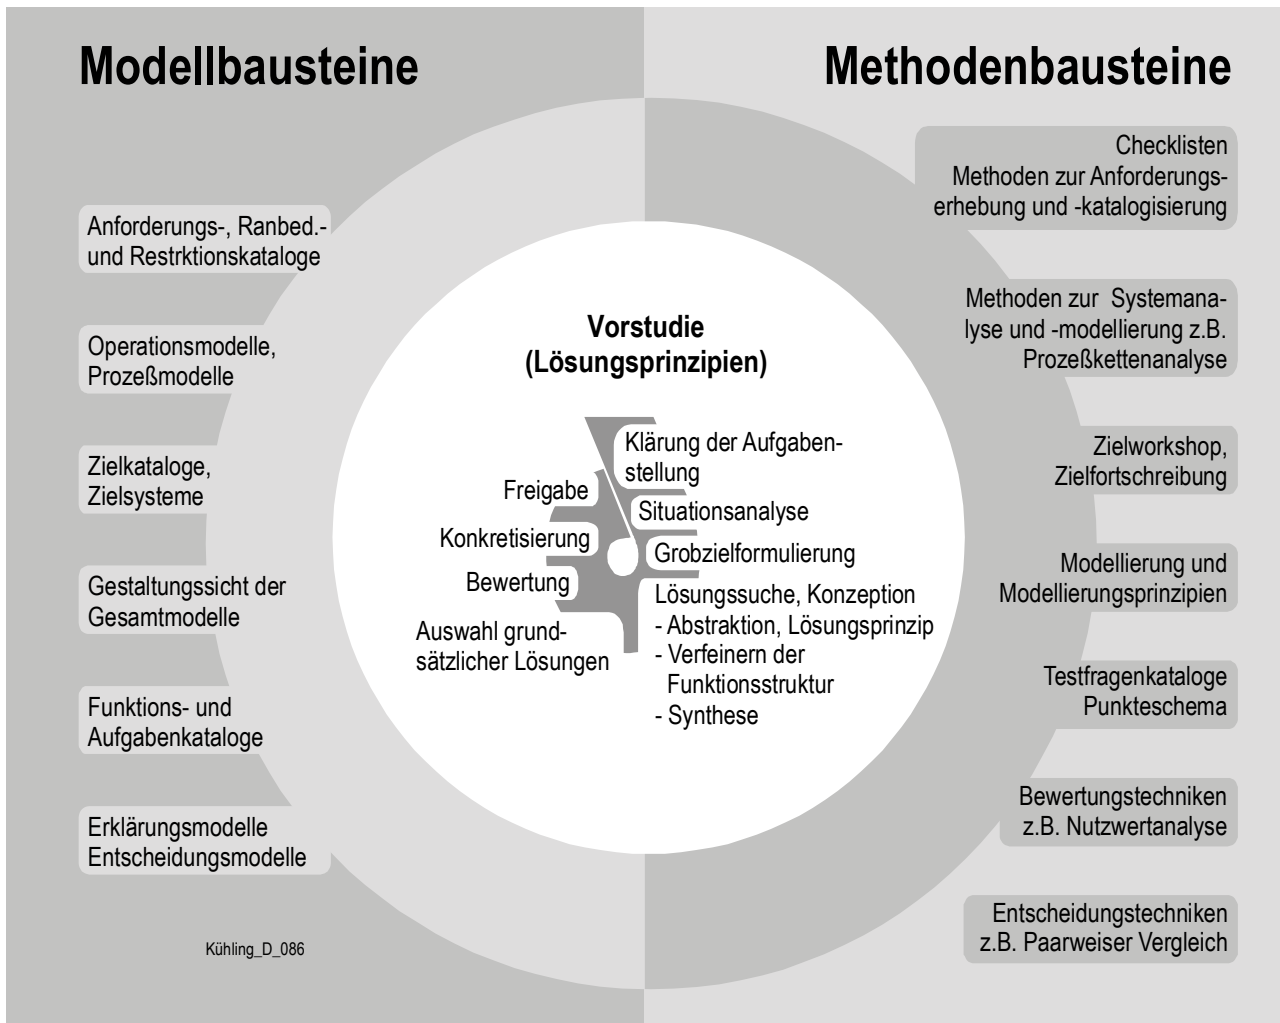 Modellbausteine
Methodenbausteine
Anforderungs-, Ranbed.-
und Restrktionskataloge
Operationsmodelle,
Prozeßmodelle
Zielkataloge,
Zielsysteme
Gestaltungssicht der
Gesamtmodelle
Funktions- und
Aufgabenkataloge
Erklärungsmodelle
Entscheidungsmodelle
Kühling_D_086
Vorstudie
(Lösungsprinzipien)
Klärung der Aufgaben-
stellung
Situationsanalyse
Grobzielformulierung
Lösungssuche, Konzeption
- Abstraktion, Lösungsprinzip
- Verfeinern der
Funktionsstruktur
- Synthese
Auswahl grund-
sätzlicher Lösungen
Bewertung
Konkretisierung
Freigabe
Checklisten
Methoden zur Anforderungs-
erhebung und -katalogisierung
Methoden zur Systemana-
lyse und -modellierung z.B.
Prozeßkettenanalyse
Zielworkshop,
Zielfortschreibung
Modellierung und
Modellierungsprinzipien
Testfragenkataloge
Punkteschema
Bewertungstechniken
z.B. Nutzwertanalyse
Entscheidungstechniken
z.B. Paarweiser Vergleich